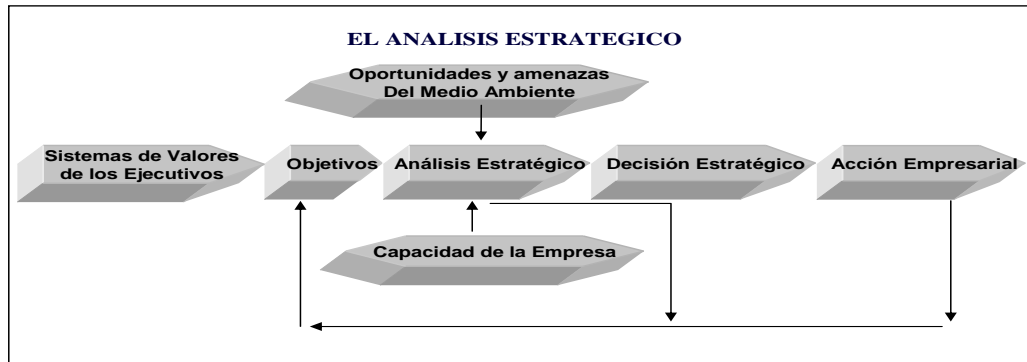 EL ANALISIS ESTRATEGICO
Oportunidades y amenazas
Del Medio Ambiente
Sistemas de Valores
de los Ejecutivos
Objetivos
Análisis Estratégico
Decisión Estratégico
Acción Empresarial
Capacidad de la Empresa